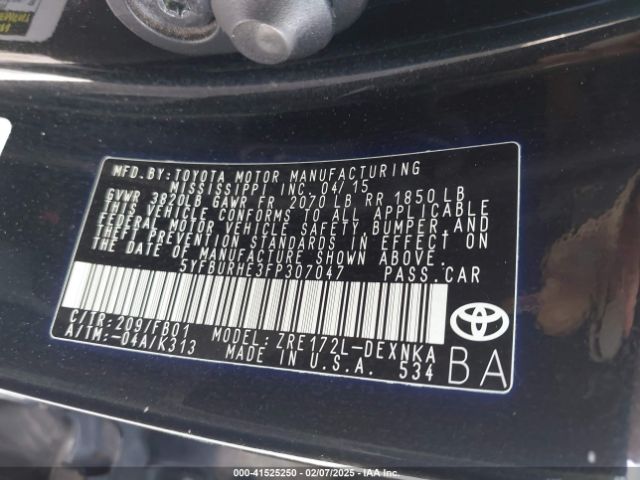 MFD.BY:TOYOTA MOTOR MANUFACTURING
MISSISSIPPI INC. 04/15
GVWR 3820LB GAWR FR 2070 LB RR 1850 LB
THIS VEHICLE CONFORMS TO ALL APPLICABLE
FEDERAL MOTOR VEHICLE SAFETY, BUMPER,AND
THEFT PREVENTION STANDARDS IN EFFECT ON
THE DATE OF MANUFACTURE SHOWN ABOVE.
5YFBURHE3FP307047 PASS.CAR
C/TR:209/FB01 MODEL:ZRE172L-DEXNKA
A/TM:-04A/K313 MADE IN U.S.A. 534
BA
000-41525250 - 02/07/2025 - IAA Inc.